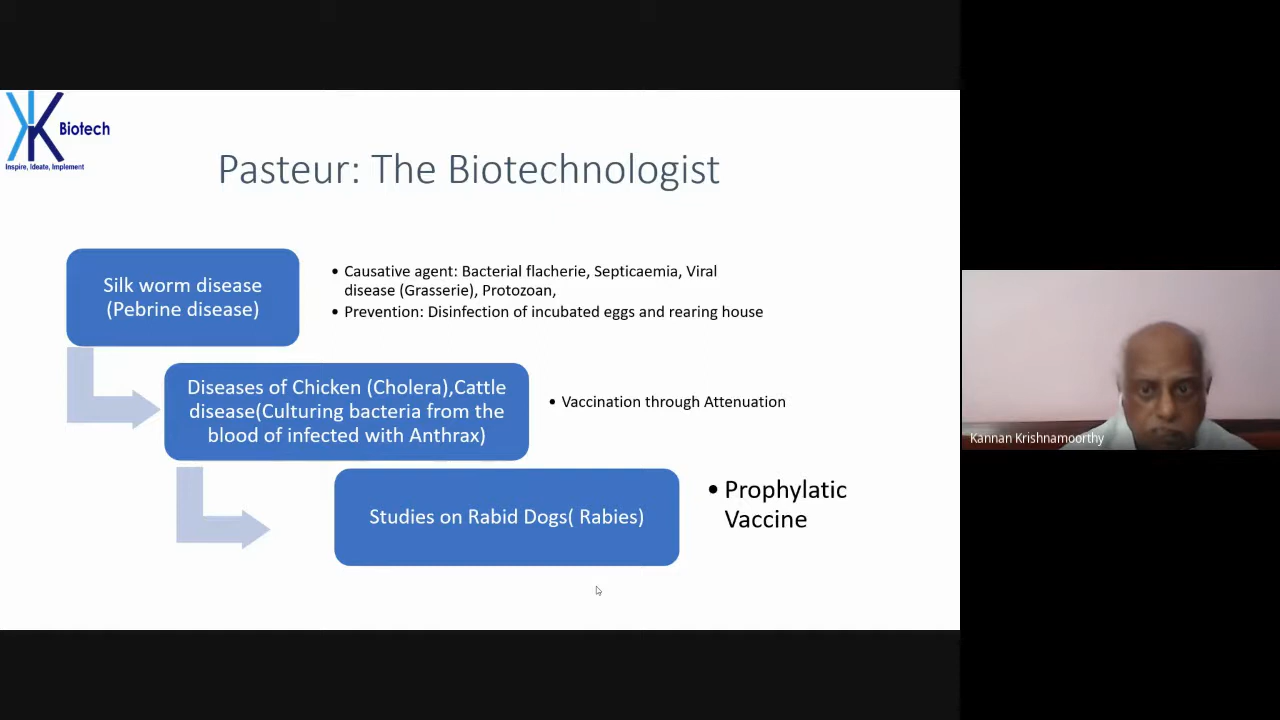 Biotech
Inspire, Ideate, Implement
Pasteur: The Biotechnologist
Silk worm disease
(Pebrine disease)
• Causative agent: Bacterial flacherie, Septicaemia, Viral
disease (Grasserie), Protozoan,
• Prevention: Disinfection of incubated eggs and rearing house
Diseases of Chicken (Cholera),Cattle
disease(Culturing bacteria from the
blood of infected with Anthrax)
• Vaccination through Attenuation
Studies on Rabid Dogs( Rabies)
• Prophylatic
Vaccine
Kannan Krishnamoorthy